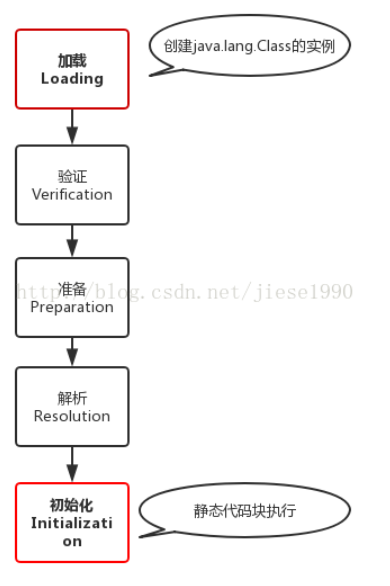 加载
Loading
创建java.lang.Class的实例
验证
Verification
准备
http://blog.csdn.net/jiese1990
Preparation
解析
Resolution
初始化
Initializati
on
静态代码块执行